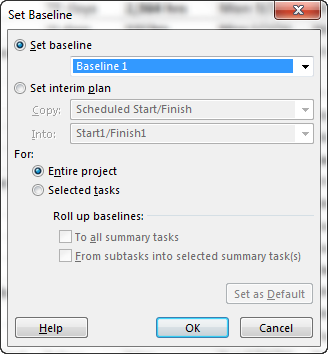 Set Baseline
Set baseline
Baseline 1
Set interim plan
Copy: Scheduled Start/Finish
Into: Start1/Finish1
For:
Entire project
Selected tasks
Roll up baselines:
To all summary tasks
From subtasks into selected summary task(s)
Set as Default
Help OK Cancel